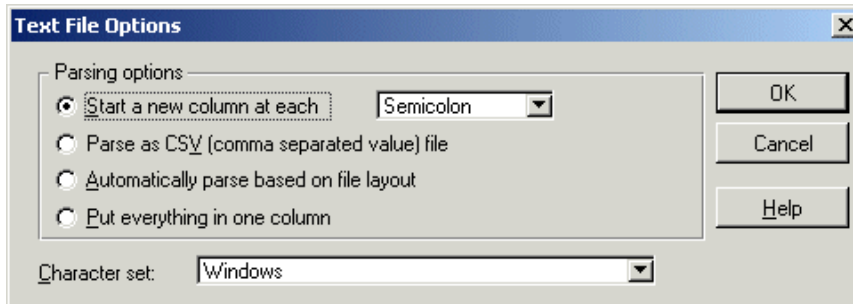 Text File Options
Parsing options
Start a new column at each Semicolon
OK
Parse as CSV (comma separated value) file
Cancel
Automatically parse based on file layout
Put everything in one column
Help
Character set: Windows